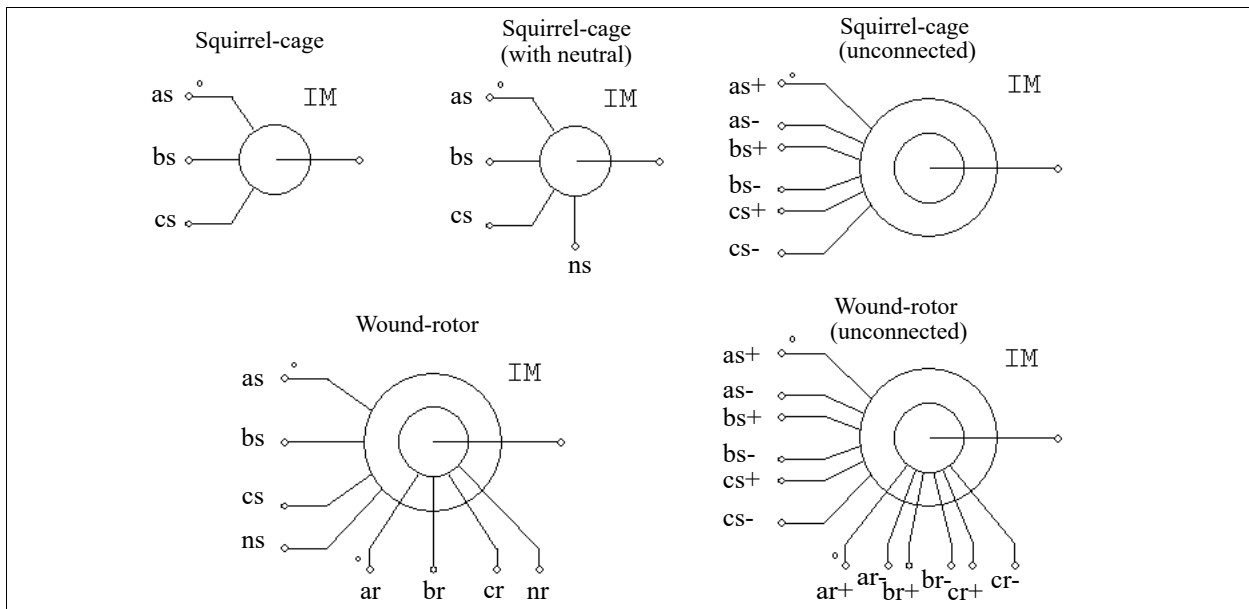 Squirrel-cage
as
bs
cs
IM
Squirrel-cage
(with neutral)
as
bs
cs
ns
IM
Squirrel-cage
(unconnected)
as+
as-
bs+
bs-
cs+
cs-
IM
Wound-rotor
as
bs
cs
ns
IM
ar
br
cr
nr
Wound-rotor
(unconnected)
as+
as-
bs+
bs-
cs+
cs-
IM
ar+
ar-
br+
br-
cr+
cr-